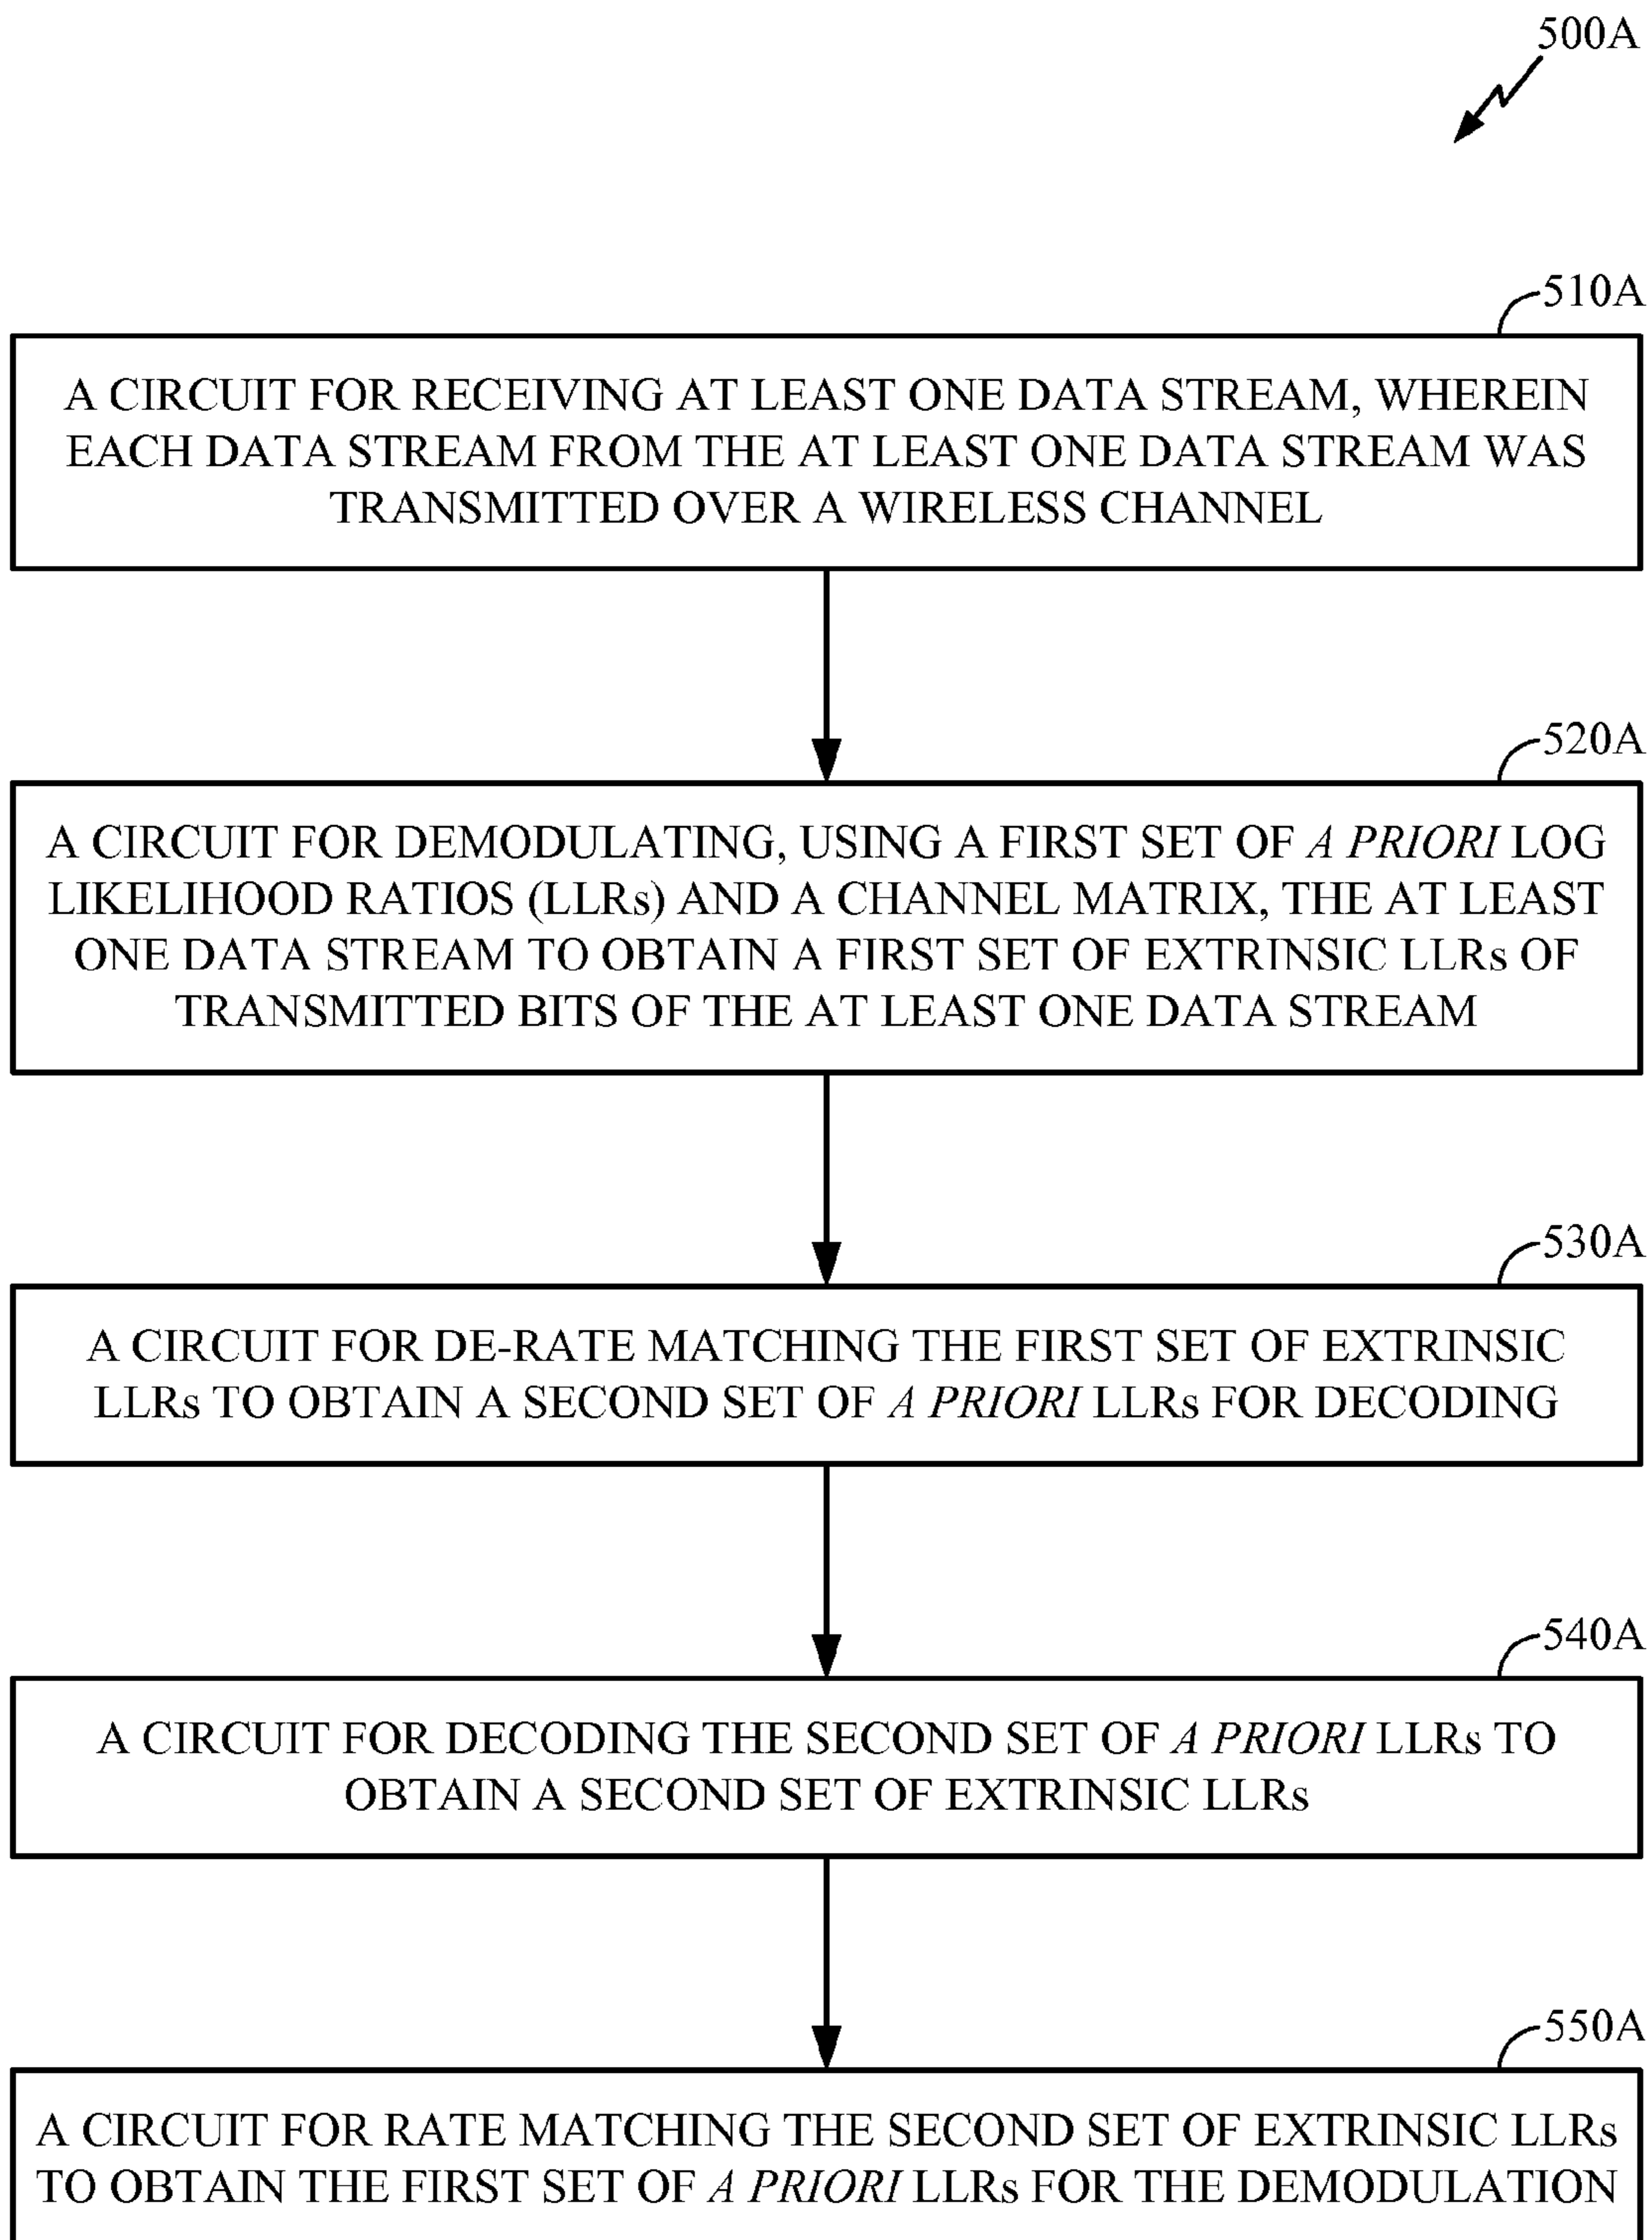 500A
510A
A CIRCUIT FOR RECEIVING AT LEAST ONE DATA STREAM, WHEREIN
EACH DATA STREAM FROM THE AT LEAST ONE DATA STREAM WAS
TRANSMITTED OVER A WIRELESS CHANNEL
520A
A CIRCUIT FOR DEMODULATING, USING A FIRST SET OF A PRIORI LOG
LIKELIHOOD RATIOS (LLRs) AND A CHANNEL MATRIX, THE AT LEAST
ONE DATA STREAM TO OBTAIN A FIRST SET OF EXTRINSIC LLRs OF
TRANSMITTED BITS OF THE AT LEAST ONE DATA STREAM
530A
A CIRCUIT FOR DE-RATE MATCHING THE FIRST SET OF EXTRINSIC
LLRs TO OBTAIN A SECOND SET OF A PRIORI LLRs FOR DECODING
540A
A CIRCUIT FOR DECODING THE SECOND SET OF A PRIORI LLRs TO
OBTAIN A SECOND SET OF EXTRINSIC LLRs
550A
A CIRCUIT FOR RATE MATCHING THE SECOND SET OF EXTRINSIC LLRs
TO OBTAIN THE FIRST SET OF A PRIORI LLRs FOR THE DEMODULATION